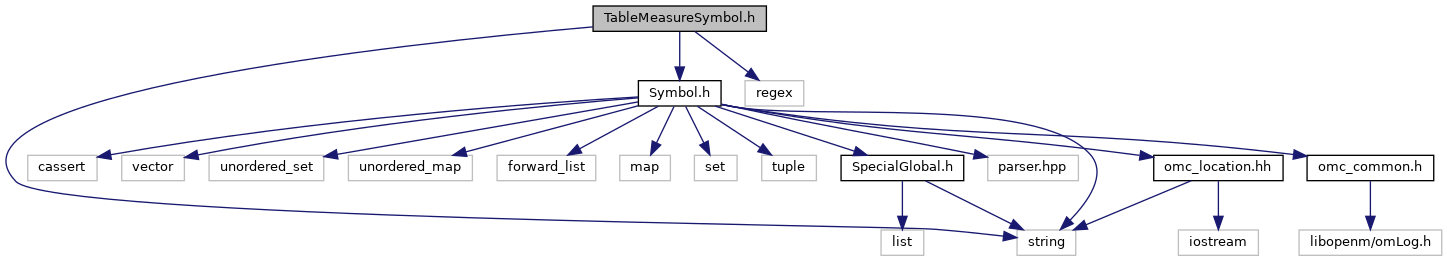 TableMeasureSymbol.h
Symbol.h
regex
cassert
vector
unordered_set
unordered_map
forward_list
map
set
tuple
SpecialGlobal.h
parser.hpp
omc_location.hh
omc_common.h
list
string
iostream
libopenm/omLog.h